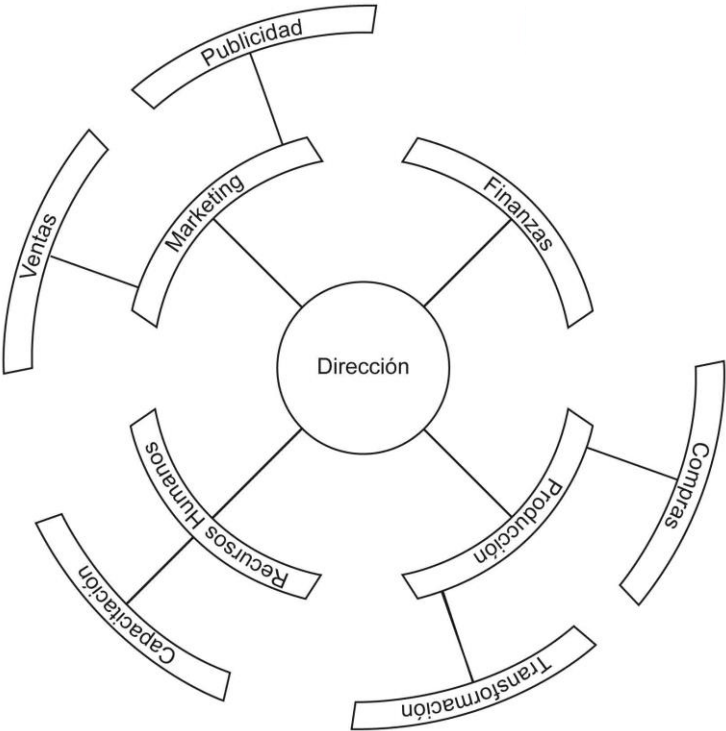 Publicidad
Marketing
Ventas
Finanzas
Dirección
Recursos Humanos
Capacitación
Producción
Compras
Transformación